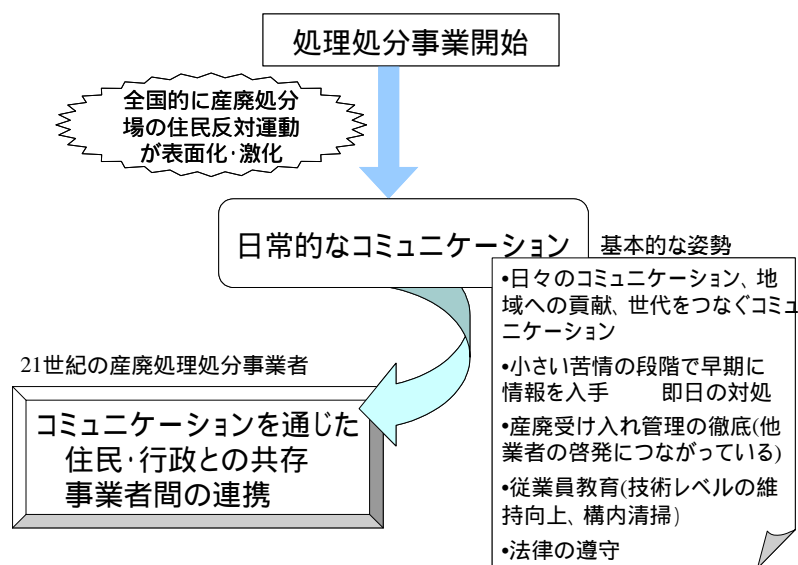 処理処分事業開始
全国的に産廃処分
場の住民反対運動
が表面化・激化
日常的なコミュニケーション
基本的な姿勢
•日々のコミュニケーション、地
域への貢献、世代をつなぐコミュ
ニケーション
•小さい苦情の段階で早期に
情報を入手　　即日の対処
•産廃受け入れ管理の徹底(他
業者の啓発につながっている)
•従業員教育(技術レベルの維
持向上、構内清掃)
•法律の遵守
21世紀の産廃処理処分事業者
コミュニケーションを通じた
住民・行政との共存
事業者間の連携